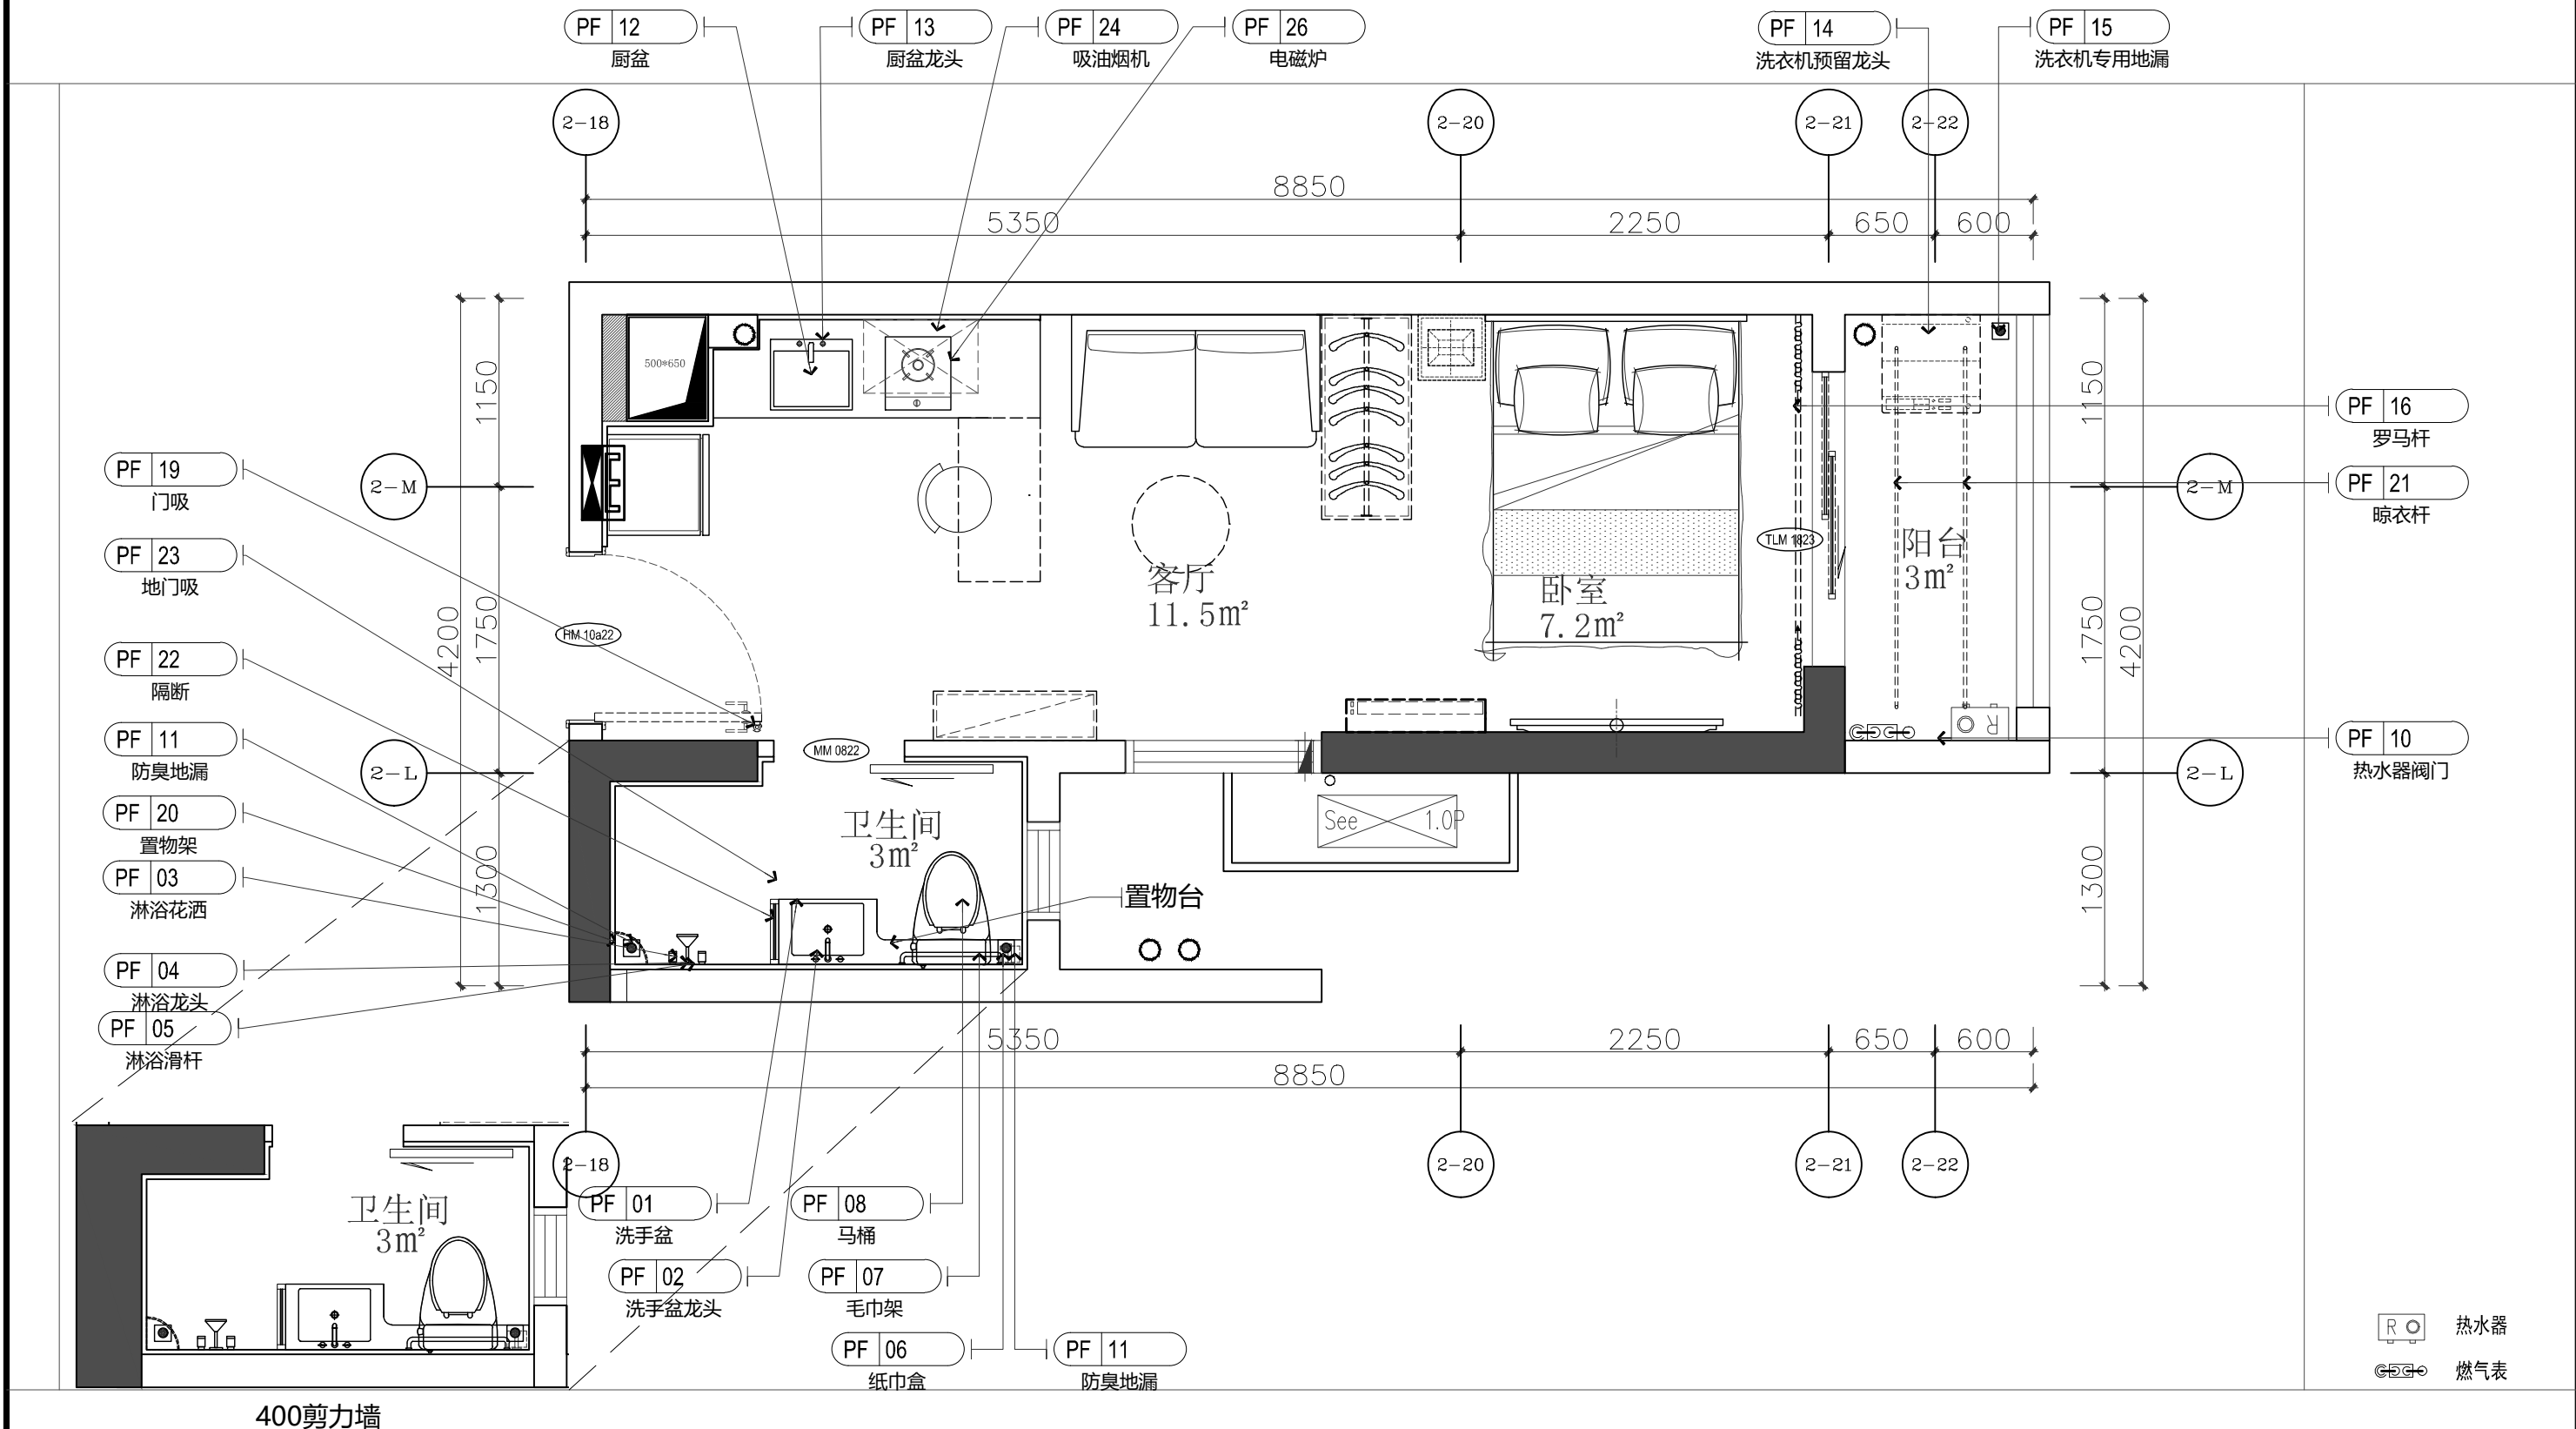 PF 12
厨盆
PF 13
厨盆龙头
PF 24
吸油烟机
PF 26
电磁炉
PF 14
洗衣机预留龙头
PF 15
洗衣机专用地漏
2-18
2-20
2-21
2-22
8850
5350
2250
650
600
500*650
1150
1750
1300
4200
2-M
2-L
PF 19
门吸
PF 23
地门吸
PF 22
隔断
PF 11
防臭地漏
PF 20
置物架
PF 03
淋浴花洒
PF 04
淋浴龙头
PF 05
淋浴滑杆
HM 10a22
MM 0822
TLM 1823
客厅
11.5m²
卧室
7.2m²
阳台
3m²
卫生间
3m²
置物台
See 1.0P
R
1150
1750
1300
4200
2-M
2-L
PF 16
罗马杆
PF 21
晾衣杆
PF 10
热水器阀门
5350
2250
650
600
8850
2-18
2-20
2-21
2-22
PF 01
洗手盆
PF 08
马桶
PF 02
洗手盆龙头
PF 07
毛巾架
PF 06
纸巾盒
PF 11
防臭地漏
卫生间
3m²
400剪力墙
R 热水器
燃气表